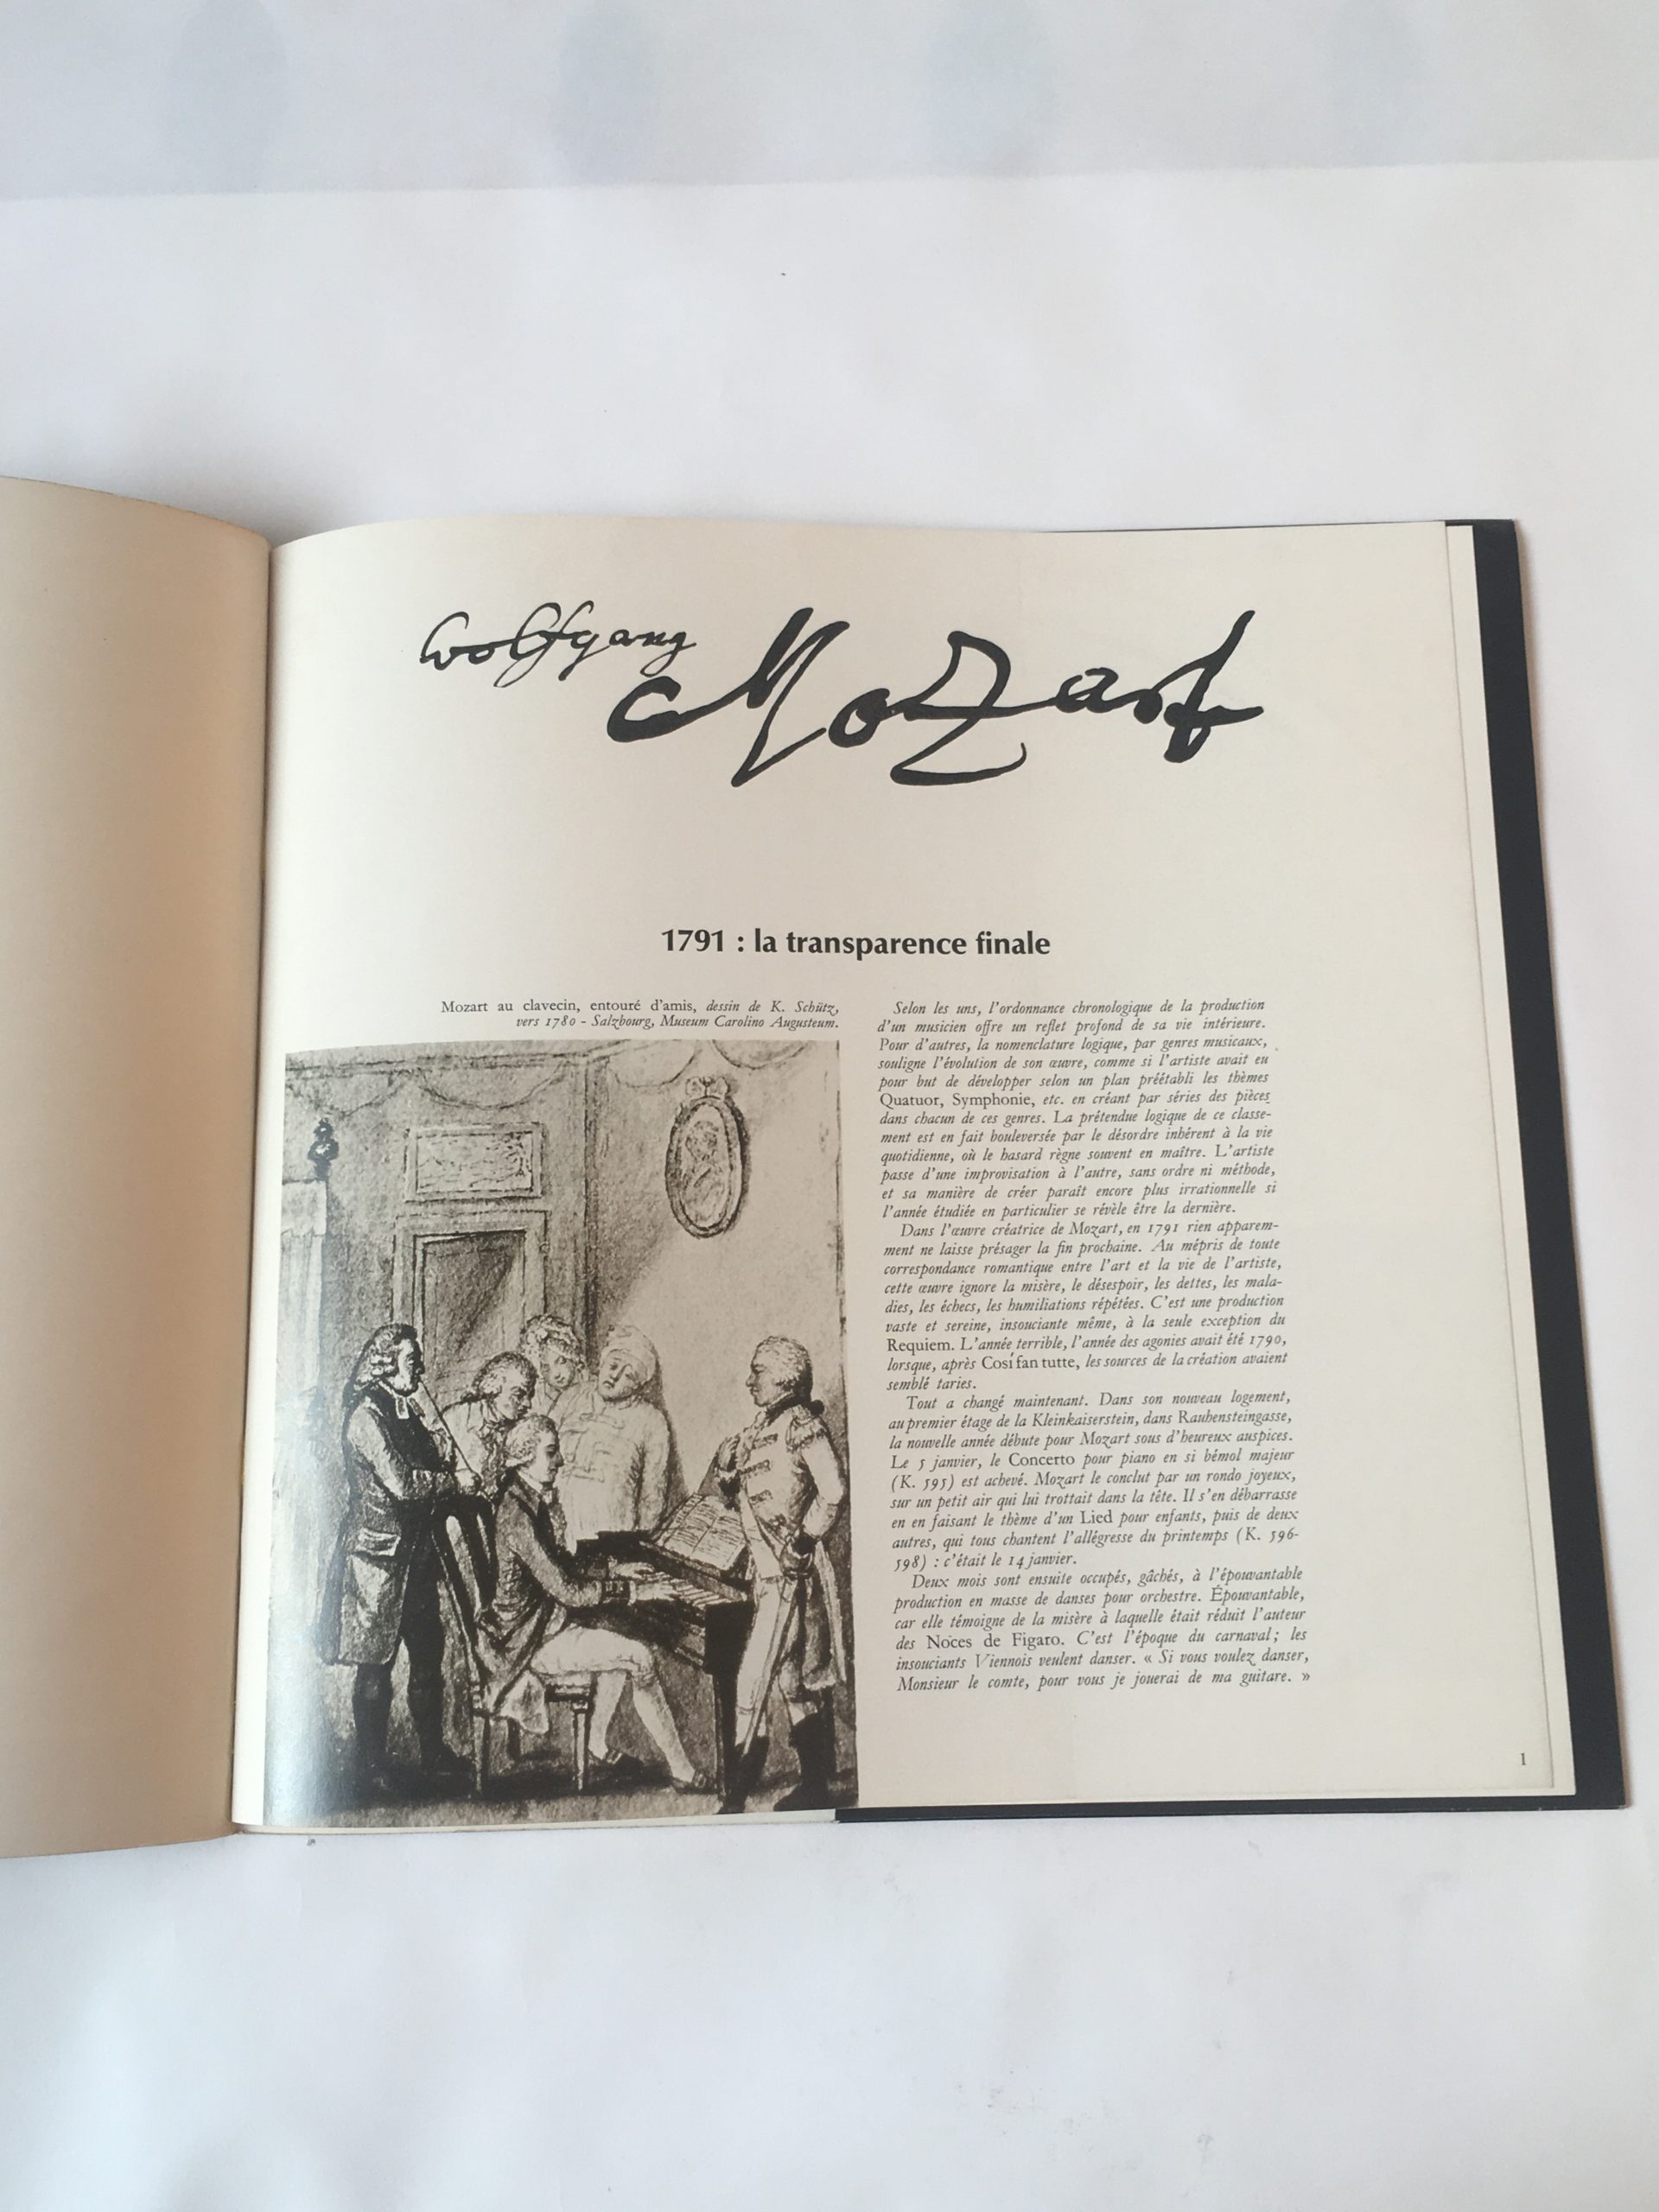 Wolfgang
Mozart
1791 : la transparence finale
Mozart au clavecin, entouré d'amis, dessin de K. Schütz,
vers 1780 - Salzbourg, Museum Carolino Augusteum.
Selon les uns, l'ordonnance chronologique de la production
d'un musicien offre un reflet profond de sa vie intérieure.
Pour d'autres, la nomenclature logique, par genres musicaux,
souligne l'évolution de son œuvre, comme si l'artiste avait eu
pour but de développer selon un plan préétabli les thèmes
Quatuor, Symphonie, etc. en créant par séries des pièces
dans chacun de ces genres. La prétendue logique de ce classe-
ment est en fait bouleversée par le désordre inhérent à la vie
quotidienne, où le hasard règne souvent en maître. L'artiste
passe d'une improvisation à l'autre, sans ordre ni méthode,
et sa manière de créer paraît encore plus irrationnelle si
l'année étudiée en particulier se révèle être la dernière.
Dans l'œuvre créatrice de Mozart, en 1791 rien apparem-
ment ne laisse présager la fin prochaine. Au mépris de toute
correspondance romantique entre l'art et la vie de l'artiste,
cette œuvre ignore la misère, le désespoir, les dettes, les mala-
dies, les échecs, les humiliations répétées. C'est une production
vaste et sereine, insouciante même, à la seule exception du
Requiem. L'année terrible, l'année des agonies avait été 1790,
lorsque, après Cosí fan tutte, les sources de la création avaient
semblé taries.
Tout a changé maintenant. Dans son nouveau logement,
au premier étage de la Kleinkaiserstein, dans Rauhensteingasse,
la nouvelle année débute pour Mozart sous d'heureux auspices.
Le 5 janvier, le Concerto pour piano en si bémol majeur
(K. 595) est achevé. Mozart le conclut par un rondo joyeux,
sur un petit air qui lui trottait dans la tête. Il s'en débarrasse
en en faisant le thème d'un Lied pour enfants, puis de deux
autres, qui tous chantent l'allégresse du printemps (K. 596-
598) : c'était le 14 janvier.
Deux mois sont ensuite occupés, gâchés, à l'épouvantable
production en masse de danses pour orchestre. Épouvantable,
car elle témoigne de la misère à laquelle était réduit l'auteur
des Noces de Figaro. C'est l'époque du carnaval ; les
insouciants Viennois veulent danser. « Si vous voulez danser,
Monsieur le comte, pour vous je jouerai de ma guitare. »
1